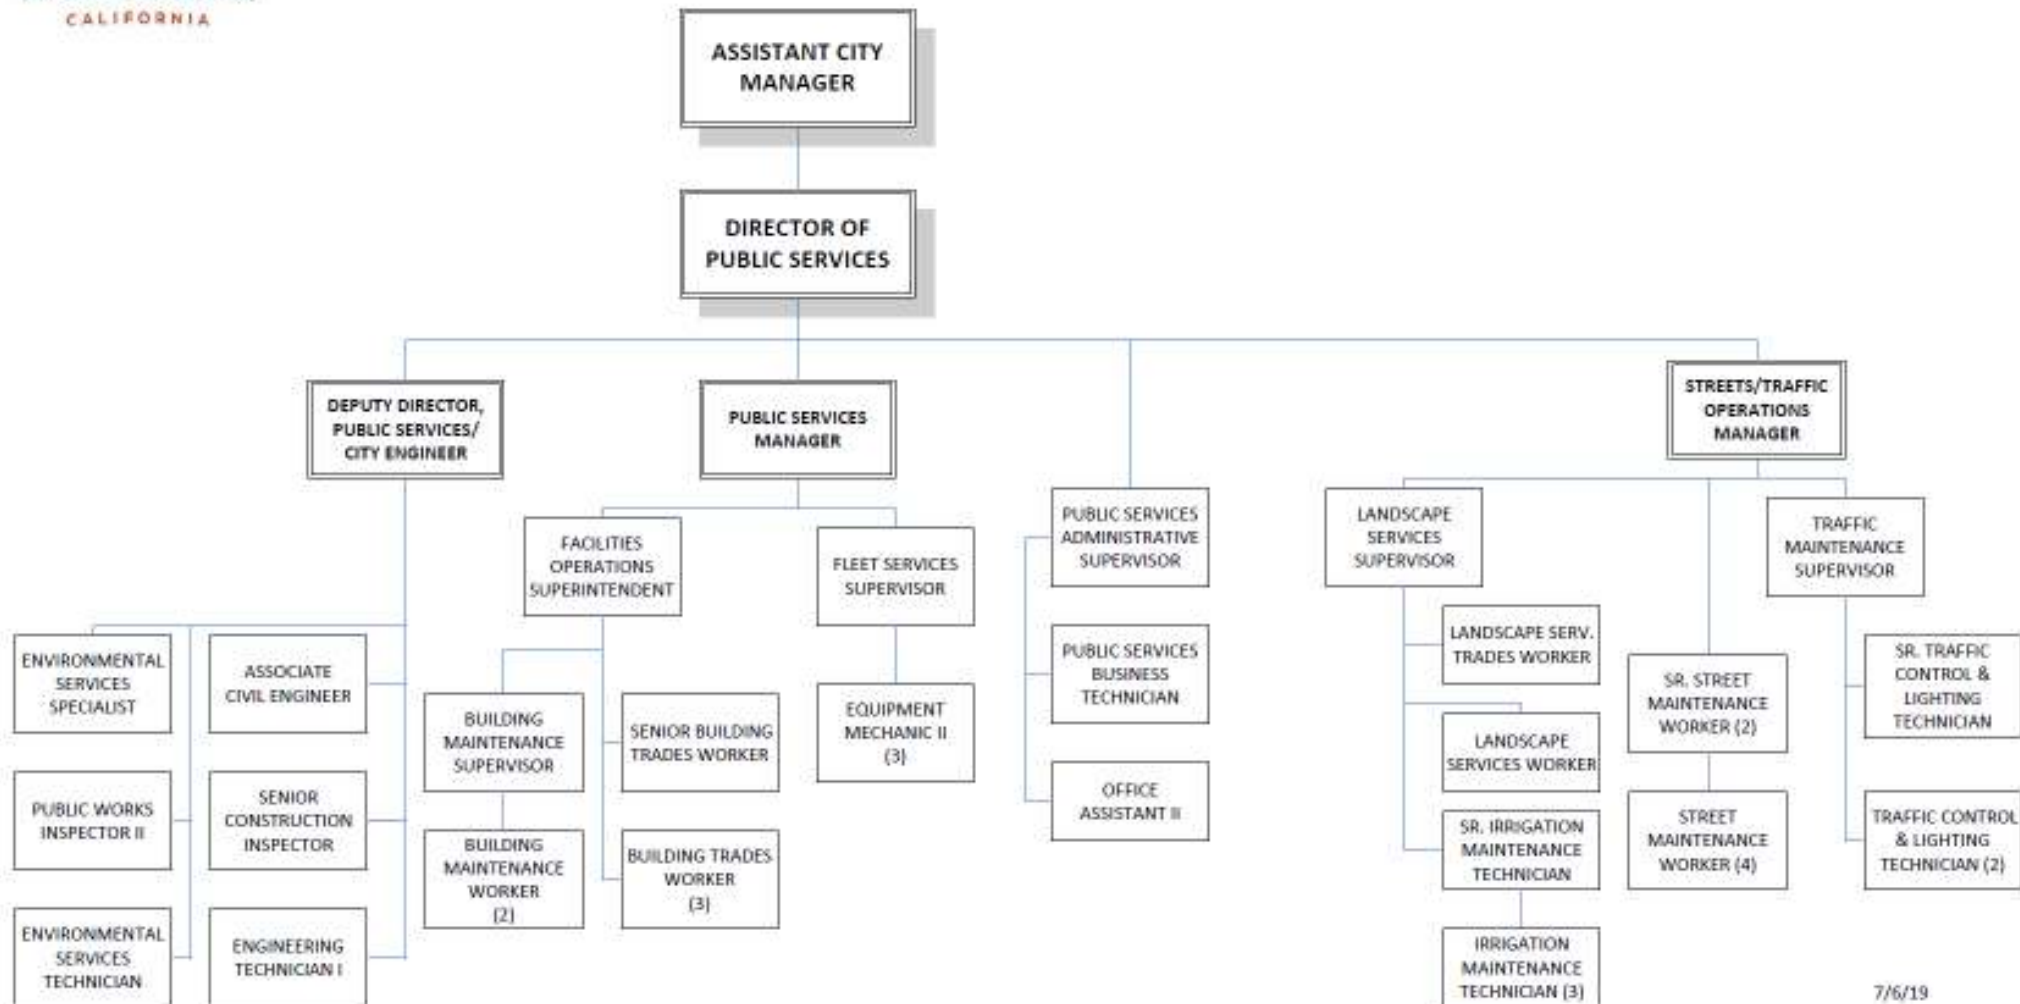 CALIFORNIA
ASSISTANT CITY
MANAGER
DIRECTOR OF
PUBLIC SERVICES
DEPUTY DIRECTOR,
PUBLIC SERVICES/
CITY ENGINEER
PUBLIC SERVICES
MANAGER
STREETS/TRAFFIC
OPERATIONS
MANAGER
ENVIRONMENTAL
SERVICES
SPECIALIST
ASSOCIATE
CIVIL ENGINEER
PUBLIC WORKS
INSPECTOR II
SENIOR
CONSTRUCTION
INSPECTOR
ENVIRONMENTAL
SERVICES
TECHNICIAN
ENGINEERING
TECHNICIAN I
FACILITIES
OPERATIONS
SUPERINTENDENT
FLEET SERVICES
SUPERVISOR
BUILDING
MAINTENANCE
SUPERVISOR
SENIOR BUILDING
TRADES WORKER
EQUIPMENT
MECHANIC II
(3)
BUILDING
MAINTENANCE
WORKER
(2)
BUILDING TRADES
WORKER
(3)
PUBLIC SERVICES
ADMINISTRATIVE
SUPERVISOR
PUBLIC SERVICES
BUSINESS
TECHNICIAN
OFFICE
ASSISTANT II
LANDSCAPE
SERVICES
SUPERVISOR
TRAFFIC
MAINTENANCE
SUPERVISOR
LANDSCAPE SERV.
TRADES WORKER
LANDSCAPE
SERVICES WORKER
SR. IRRIGATION
MAINTENANCE
TECHNICIAN
IRRIGATION
MAINTENANCE
TECHNICIAN (3)
SR. STREET
MAINTENANCE
WORKER (2)
STREET
MAINTENANCE
WORKER (4)
SR. TRAFFIC
CONTROL &
LIGHTING
TECHNICIAN
TRAFFIC CONTROL
& LIGHTING
TECHNICIAN (2)
7/6/19